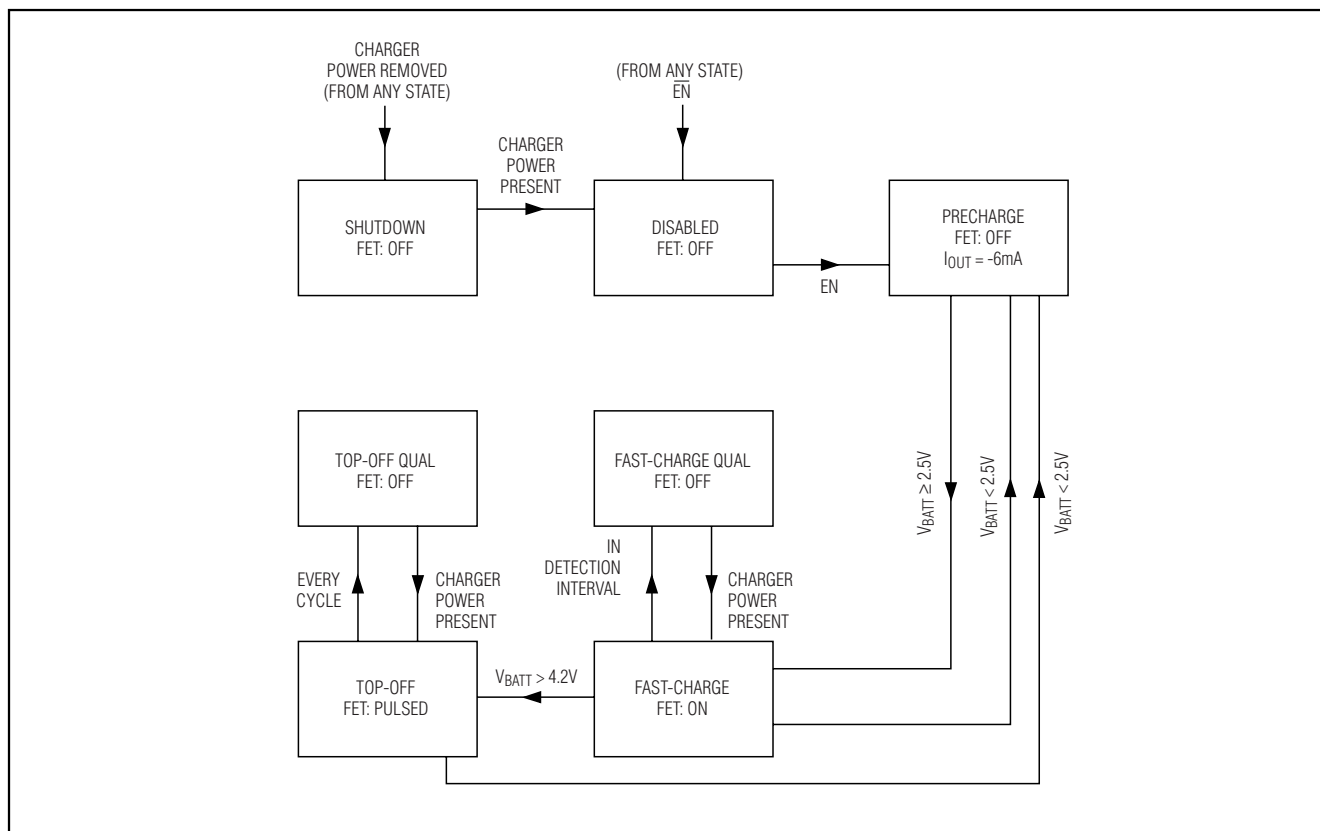 CHARGER
POWER REMOVED
(FROM ANY STATE)
(FROM ANY STATE)
E̅N̅
CHARGER
POWER
PRESENT
SHUTDOWN
FET: OFF
DISABLED
FET: OFF
PRECHARGE
FET: OFF
IOUT = -6mA
EN
TOP-OFF QUAL
FET: OFF
FAST-CHARGE QUAL
FET: OFF
VBATT ≥ 2.5V
VBATT < 2.5V
VBATT < 2.5V
EVERY
CYCLE
CHARGER
POWER
PRESENT
IN
DETECTION
INTERVAL
CHARGER
POWER
PRESENT
TOP-OFF
FET: PULSED
VBATT > 4.2V
FAST-CHARGE
FET: ON